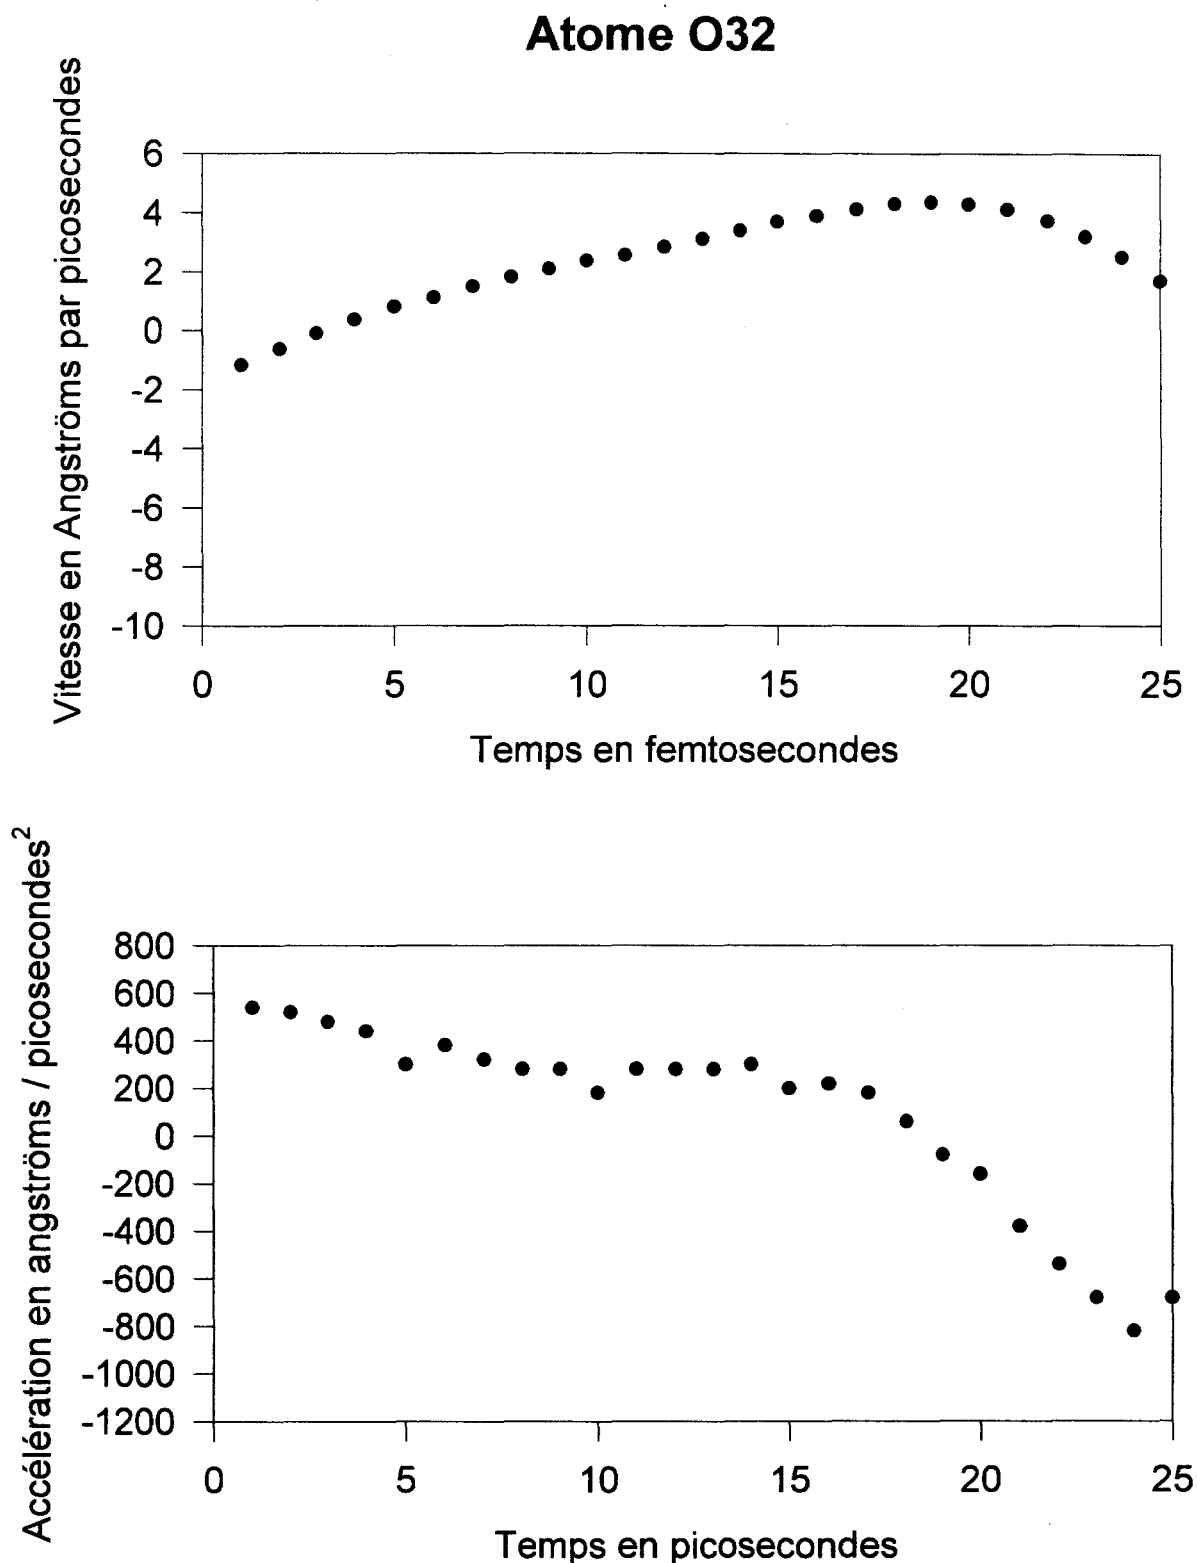 Atome O32
Vitesse en Angströms par picosecondes
6
4
2
0
-2
-4
-6
-8
-10
0 5 10 15 20 25
Temps en femtosecondes
Accélération en angströms / picosecondes²
800
600
400
200
0
-200
-400
-600
-800
-1000
-1200
0 5 10 15 20 25
Temps en picosecondes